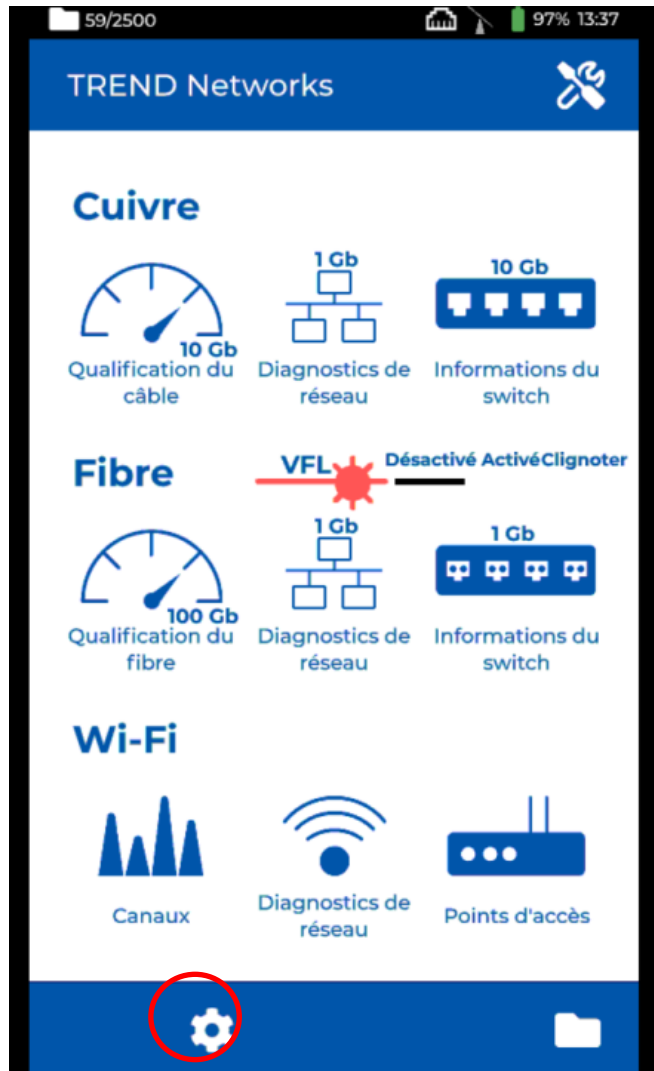 59/2500 97% 13:37
TREND Networks
Cuivre
10 Gb
Qualification du
câble
1 Gb
Diagnostics de
réseau
10 Gb
Informations du
switch
Fibre
VFL
Désactivé Activé Clignoter
100 Gb
Qualification du
fibre
1 Gb
Diagnostics de
réseau
1 Gb
Informations du
switch
Wi-Fi
Canaux
Diagnostics de
réseau
Points d'accès